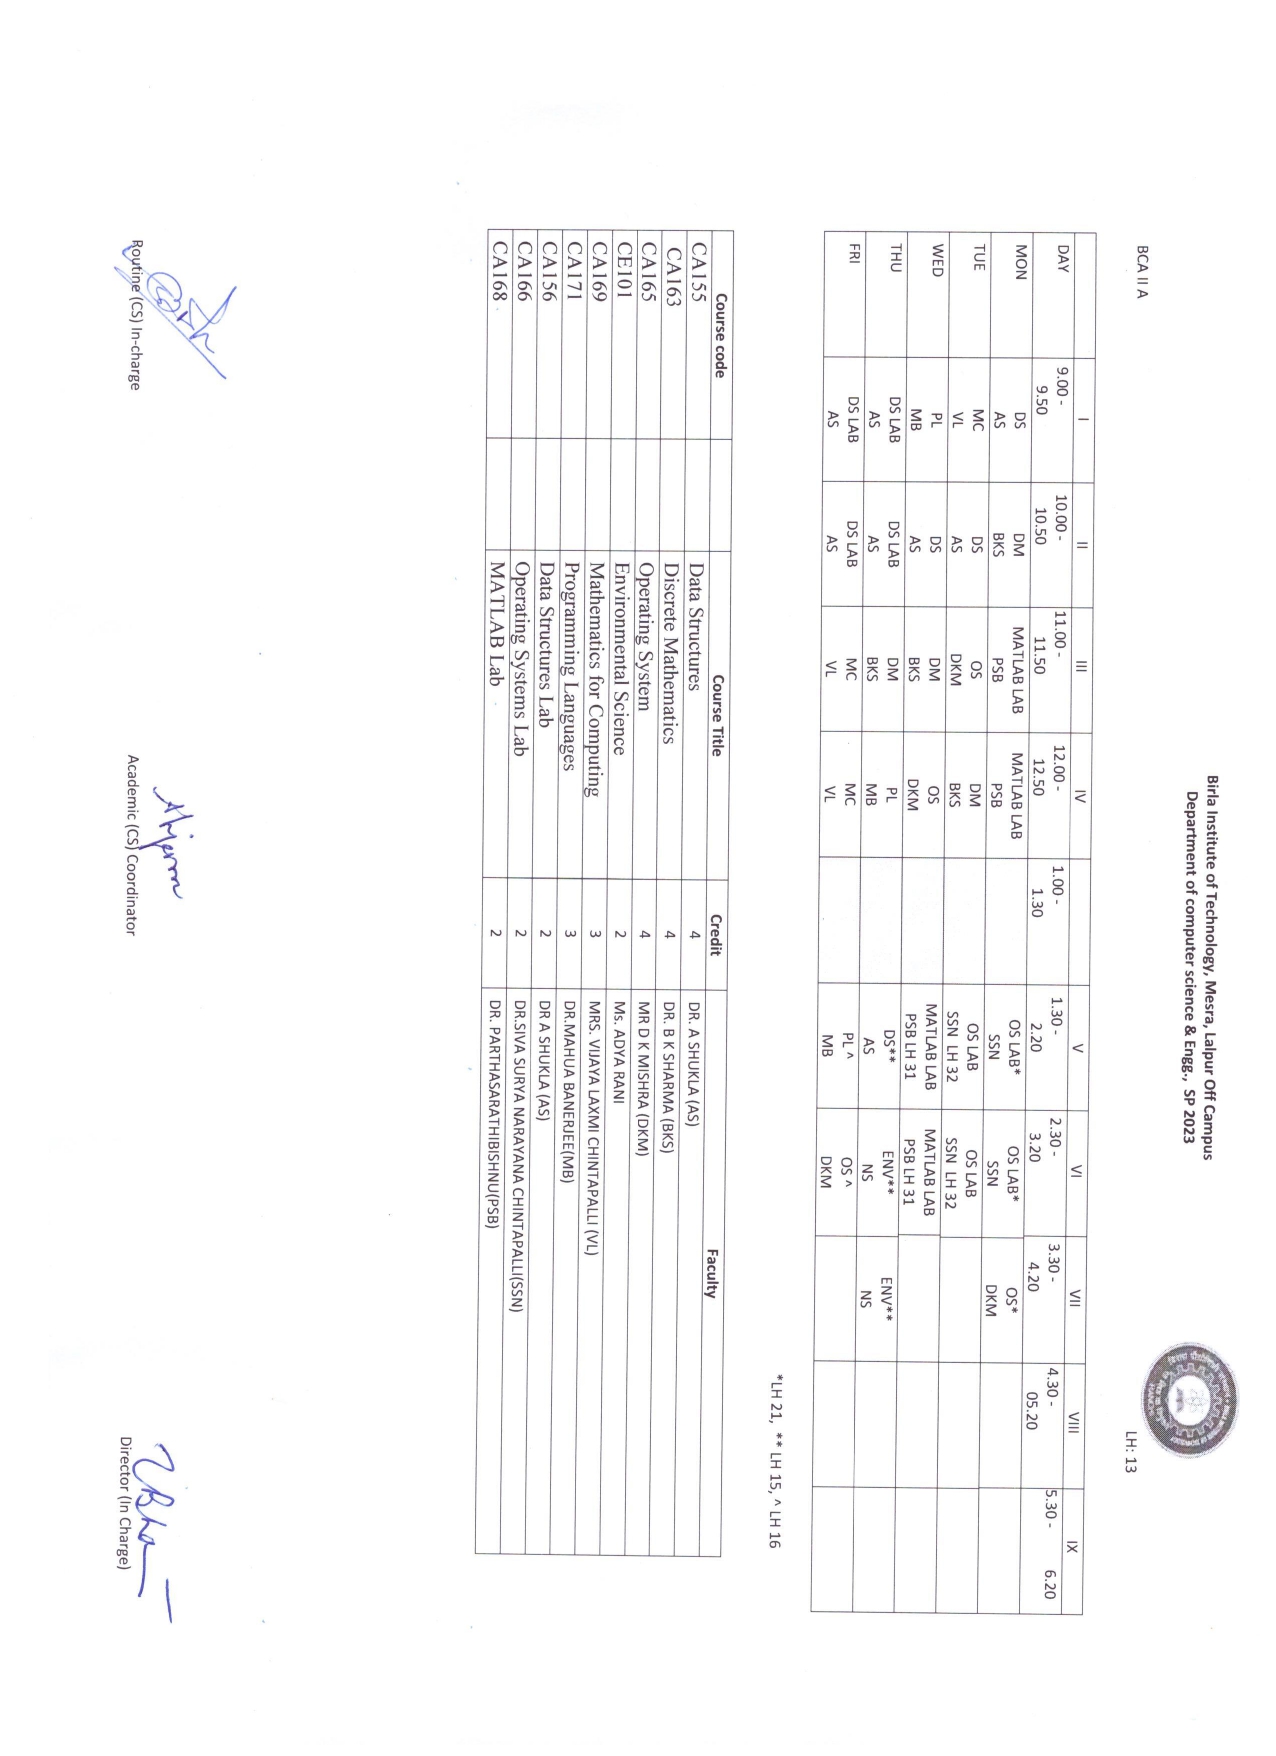 Birla Institute of Technology, Mesra, Lalpur Off Campus
Department of computer science & Engg., SP 2023
BCA II A
LH: 13
I II III IV V VI VII VIII IX
DAY 9.00 - 9.50 10.00 - 10.50 11.00 - 11.50 12.00 - 12.50 1.00 - 1.30 1.30 - 2.20 2.30 - 3.20 3.30 - 4.20 4.30 - 05.20 5.30 - 6.20
MON DS DM MATLAB LAB MATLAB LAB OS LAB* OS LAB* OS*
AS BKS PSB PSB SSN SSN DKM
TUE MC DS OS DM OS LAB OS LAB
VL AS DKM BKS SSN LH 32 SSN LH 32
WED PL DS DM OS MATLAB LAB MATLAB LAB
MB AS BKS DKM PSB LH 31 PSB LH 31
THU DS LAB DS LAB DM PL DS** ENV** ENV**
AS AS BKS MB AS NS NS
FRI DS LAB DS LAB MC MC PL ^ OS ^
AS AS VL VL MB DKM
*LH 21, ** LH 15, ^ LH 16
Course code Course Title Credit Faculty
CA155 Data Structures 4 DR. A SHUKLA (AS)
CA163 Discrete Mathematics 4 DR. B K SHARMA (BKS)
CA165 Operating System 4 MR D K MISHRA (DKM)
CE101 Environmental Science 2 Ms. ADYA RANI
CA169 Mathematics for Computing 3 MRS. VIJAYA LAXMI CHINTAPALLI (VL)
CA171 Programming Languages 3 DR.MAHUA BANERJEE(MB)
CA156 Data Structures Lab 2 DR A SHUKLA (AS)
CA166 Operating Systems Lab 2 DR.SIVA SURYA NARAYANA CHINTAPALLI(SSN)
CA168 MATLAB Lab 2 DR. PARTHASARATHIBISHNU(PSB)
Routine (CS) In-charge
Academic (CS) Coordinator
Director (In Charge)